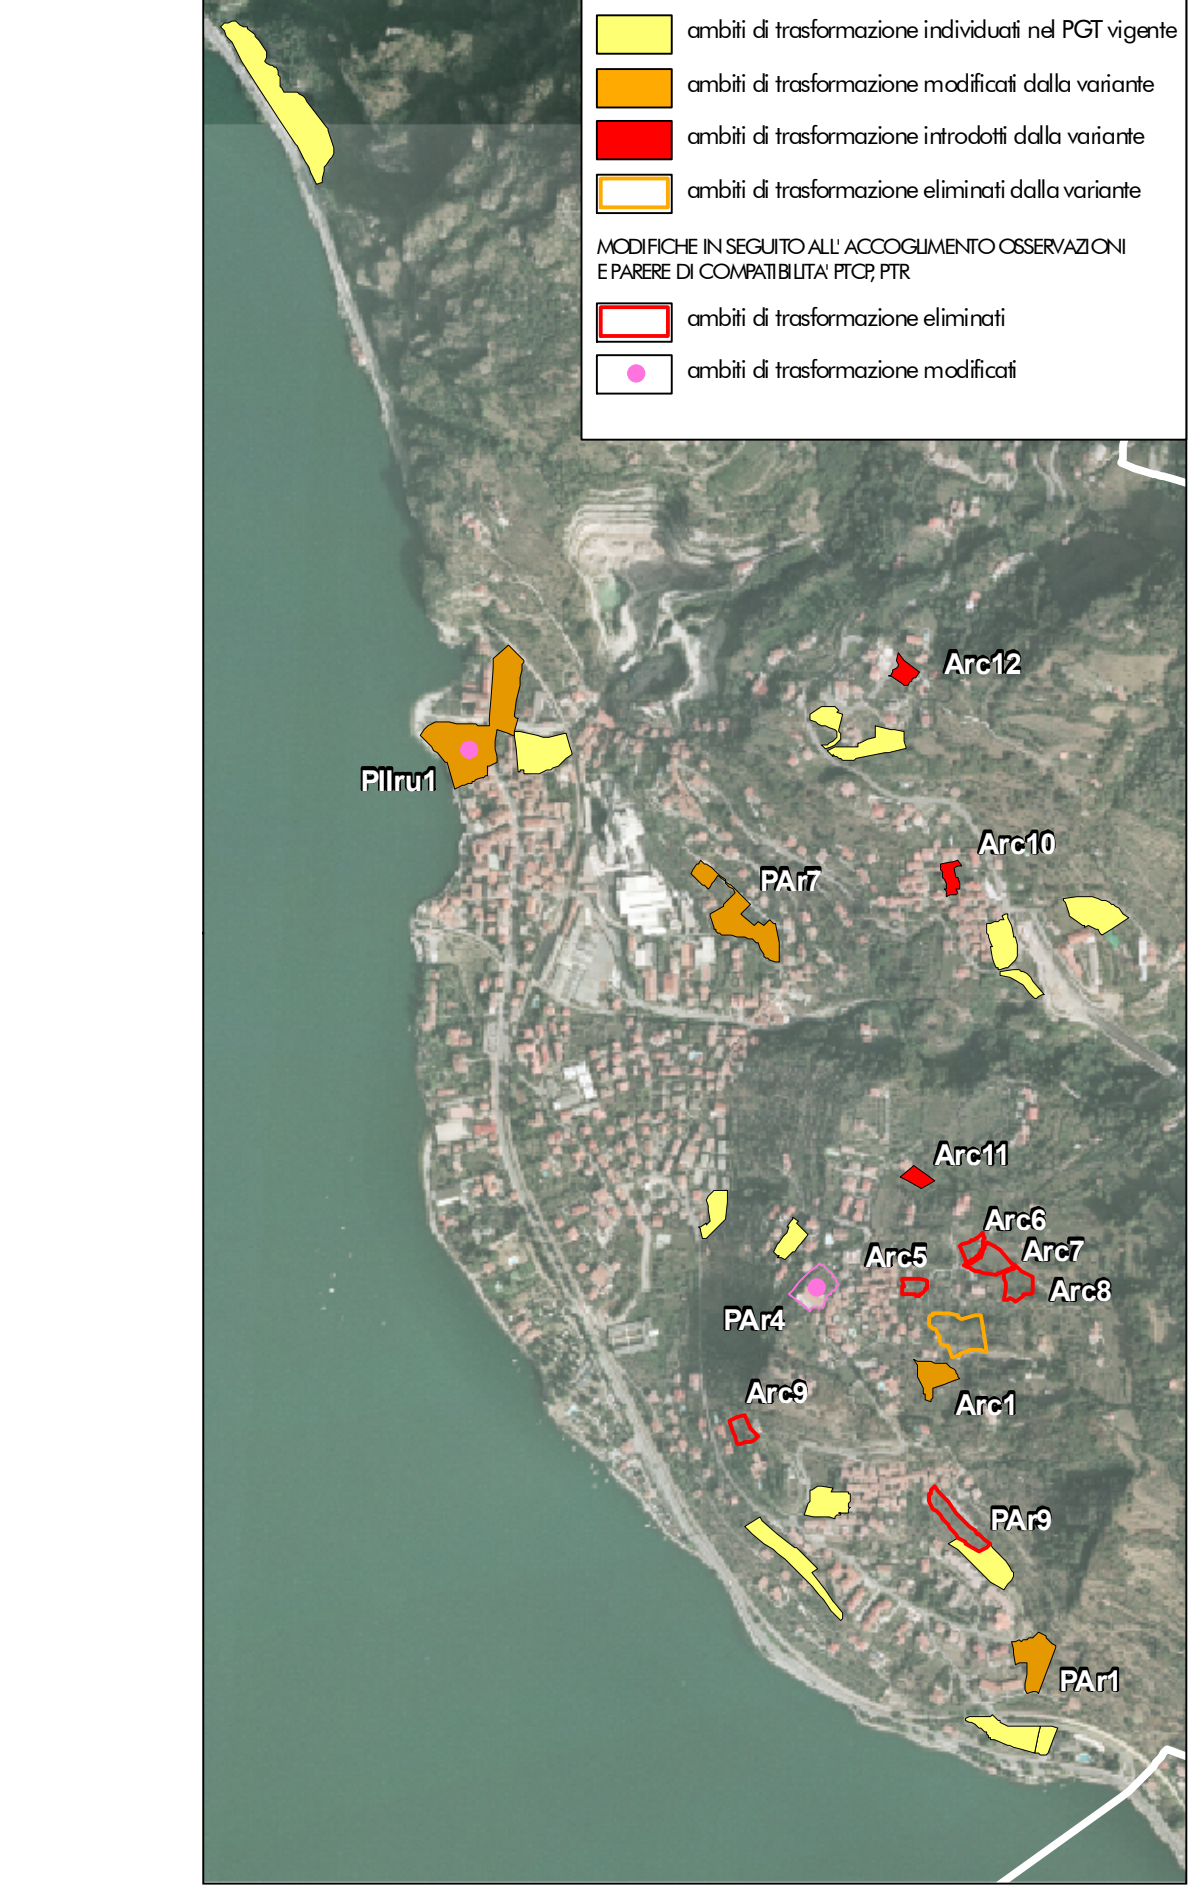 ambiti di trasformazione individuati nel PGT vigente
ambiti di trasformazione modificati dalla variante
ambiti di trasformazione introdotti dalla variante
ambiti di trasformazione eliminati dalla variante
MODIFICHE IN SEGUITO ALL' ACCOGLIMENTO OSSERVAZIONI
E PARERE DI COMPATIBILITA' PTCP, PTR
ambiti di trasformazione eliminati
ambiti di trasformazione modificati
Arc12
PIIru1
Arc10
PAr7
Arc11
Arc6
Arc7
Arc5
Arc8
PAr4
Arc9
Arc1
PAr9
PAr1